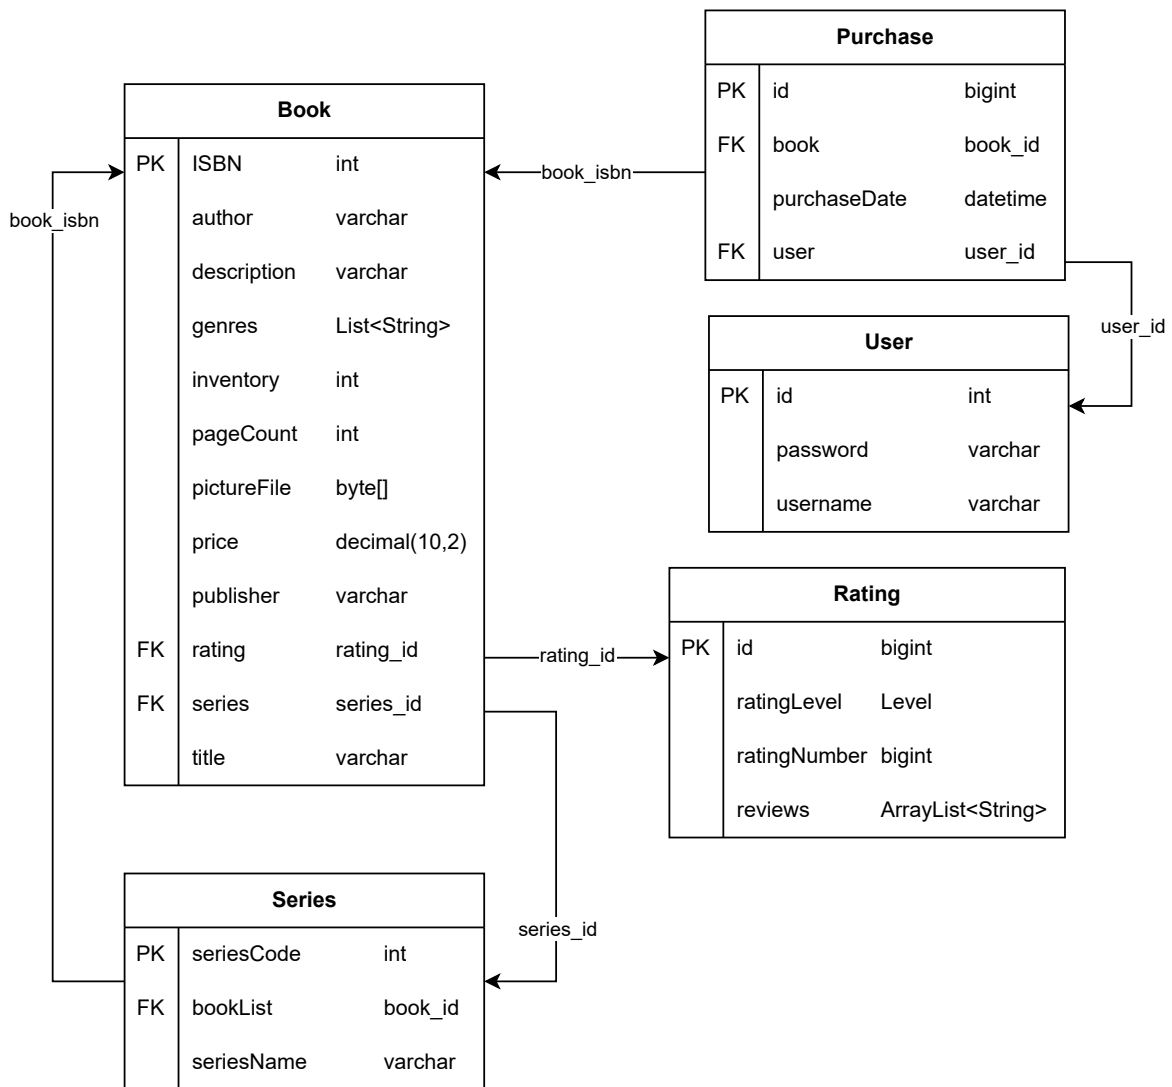 Purchase
PK id bigint
FK book book_id
purchaseDate datetime
FK user user_id
Book
PK ISBN int
author varchar
description varchar
genres List<String>
inventory int
pageCount int
pictureFile byte[]
price decimal(10,2)
publisher varchar
FK rating rating_id
FK series series_id
title varchar
book_isbn
book_isbn
user_id
User
PK id int
password varchar
username varchar
rating_id
Rating
PK id bigint
ratingLevel Level
ratingNumber bigint
reviews ArrayList<String>
series_id
Series
PK seriesCode int
FK bookList book_id
seriesName varchar